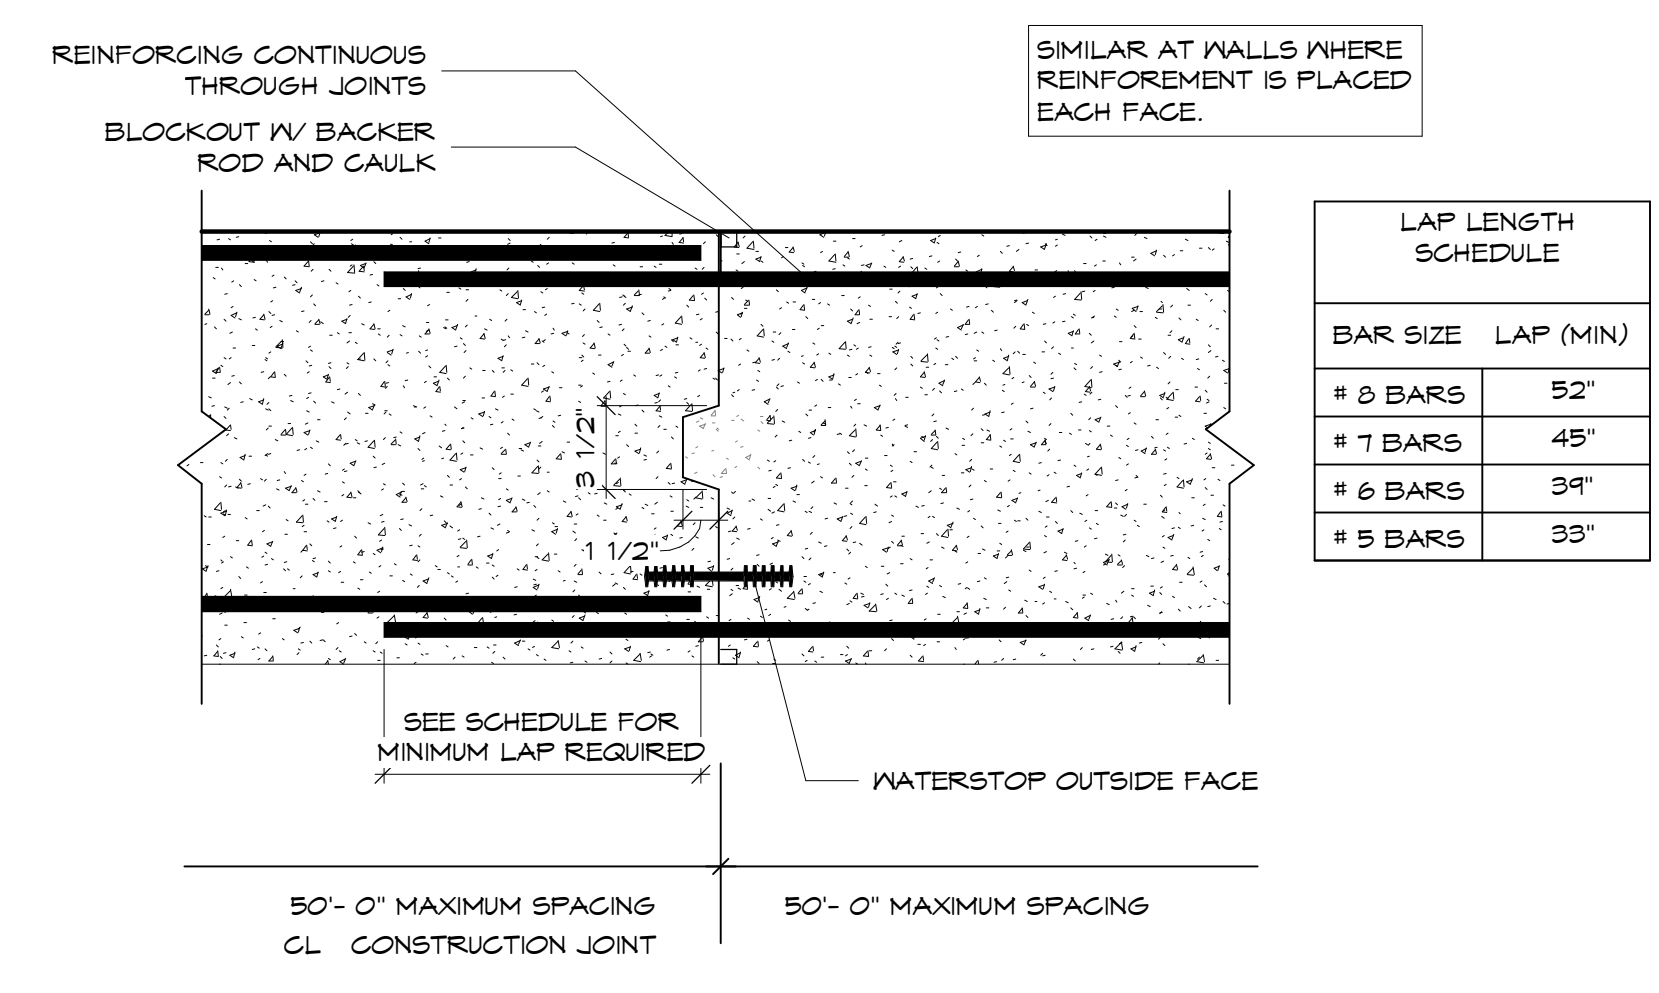 REINFORCING CONTINUOUS
THROUGH JOINTS
BLOCKOUT W/ BACKER
ROD AND CAULK
SIMILAR AT WALLS WHERE
REINFOREMENT IS PLACED
EACH FACE.
LAP LENGTH
SCHEDULE
BAR SIZE LAP (MIN)
# 8 BARS 52"
# 7 BARS 45"
# 6 BARS 39"
# 5 BARS 33"
3 1/2"
1 1/2"
SEE SCHEDULE FOR
MINIMUM LAP REQUIRED
WATERSTOP OUTSIDE FACE
50'- 0" MAXIMUM SPACING
CL CONSTRUCTION JOINT
50'- 0" MAXIMUM SPACING